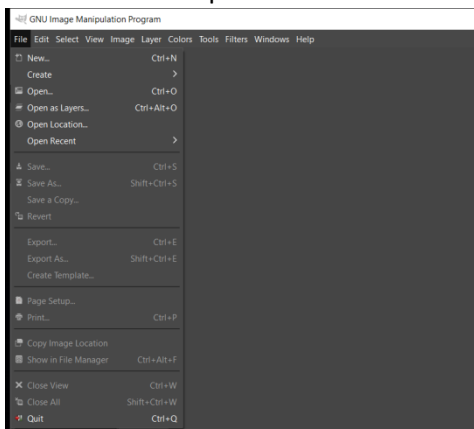 GNU Image Manipulation Program
File Edit Select View Image Layer Colors Tools Filters Windows Help
New... Ctrl+N
Create >
Open... Ctrl+O
Open as Layers... Ctrl+Alt+O
Open Location...
Open Recent >
Save... Ctrl+S
Save As... Shift+Ctrl+S
Save a Copy...
Revert
Export... Ctrl+E
Export As... Shift+Ctrl+E
Create Template...
Page Setup...
Print... Ctrl+P
Copy Image Location
Show in File Manager Ctrl+Alt+F
Close View Ctrl+W
Close All Shift+Ctrl+W
Quit Ctrl+Q